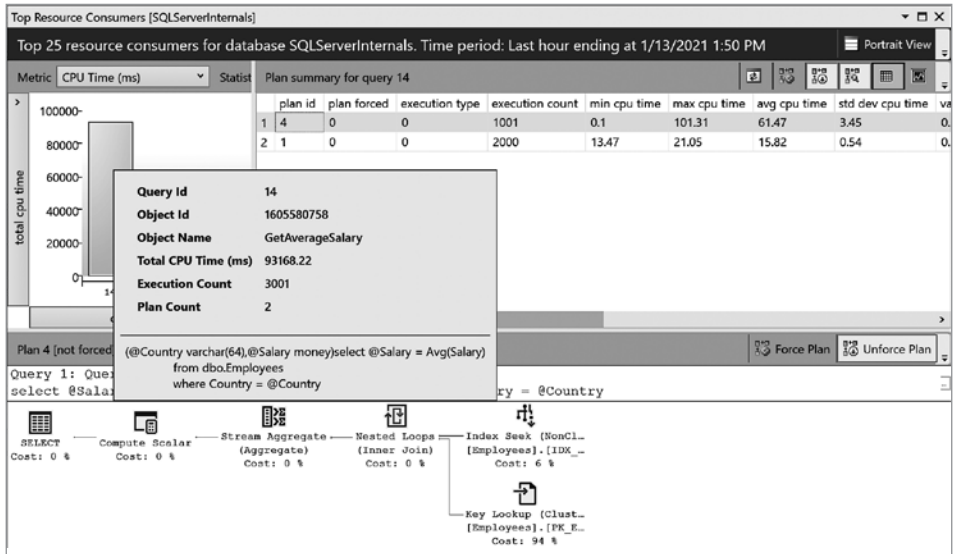 Top Resource Consumers [SQLServerInternals]
Top 25 resource consumers for database SQLServerInternals. Time period: Last hour ending at 1/13/2021 1:50 PM
Portrait View
Metric CPU Time (ms) Statist
Plan summary for query 14
plan id plan forced execution type execution count min cpu time max cpu time avg cpu time std dev cpu time va
1 4 0 0 1001 0.1 101.31 61.47 3.45 0.
2 1 0 0 2000 13.47 21.05 15.82 0.54 0.
total cpu time
100000
80000
60000
40000
20000
0
14
Query Id 14
Object Id 1605580758
Object Name GetAverageSalary
Total CPU Time (ms) 93168.22
Execution Count 3001
Plan Count 2
(@Country varchar(64),@Salary money)select @Salary = Avg(Salary)
from dbo.Employees
where Country = @Country
Plan 4 [not forced
Force Plan
Unforce Plan
Query 1: Que
select @Sala ry = @Country
SELECT
Cost: 0 %
Compute Scalar
Cost: 0 %
Stream Aggregate
(Aggregate)
Cost: 0 %
Nested Loops
(Inner Join)
Cost: 0 %
Index Seek (NonCl…
[Employees].[IDX_…
Cost: 6 %
Key Lookup (Clust…
[Employees].[PK_E…
Cost: 94 %